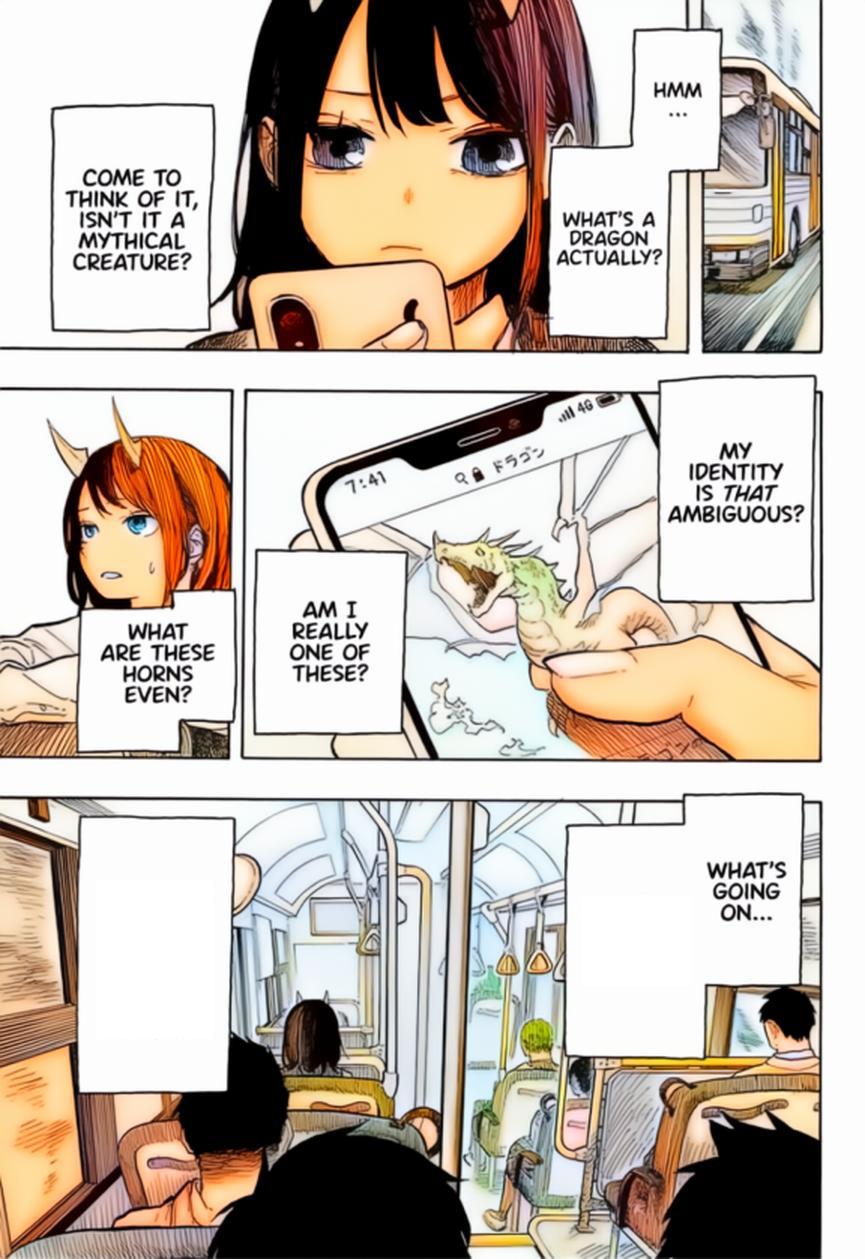 HMM
...
WHAT'S A
DRAGON
ACTUALLY?
COME TO
THINK OF IT,
ISN'T IT A
MYTHICAL
CREATURE?
MY
IDENTITY
IS THAT
AMBIGUOUS?
4G
7:41
ドラゴン
AM I
REALLY
ONE OF
THESE?
WHAT
ARE THESE
HORNS
EVEN?
WHAT'S
GOING
ON...